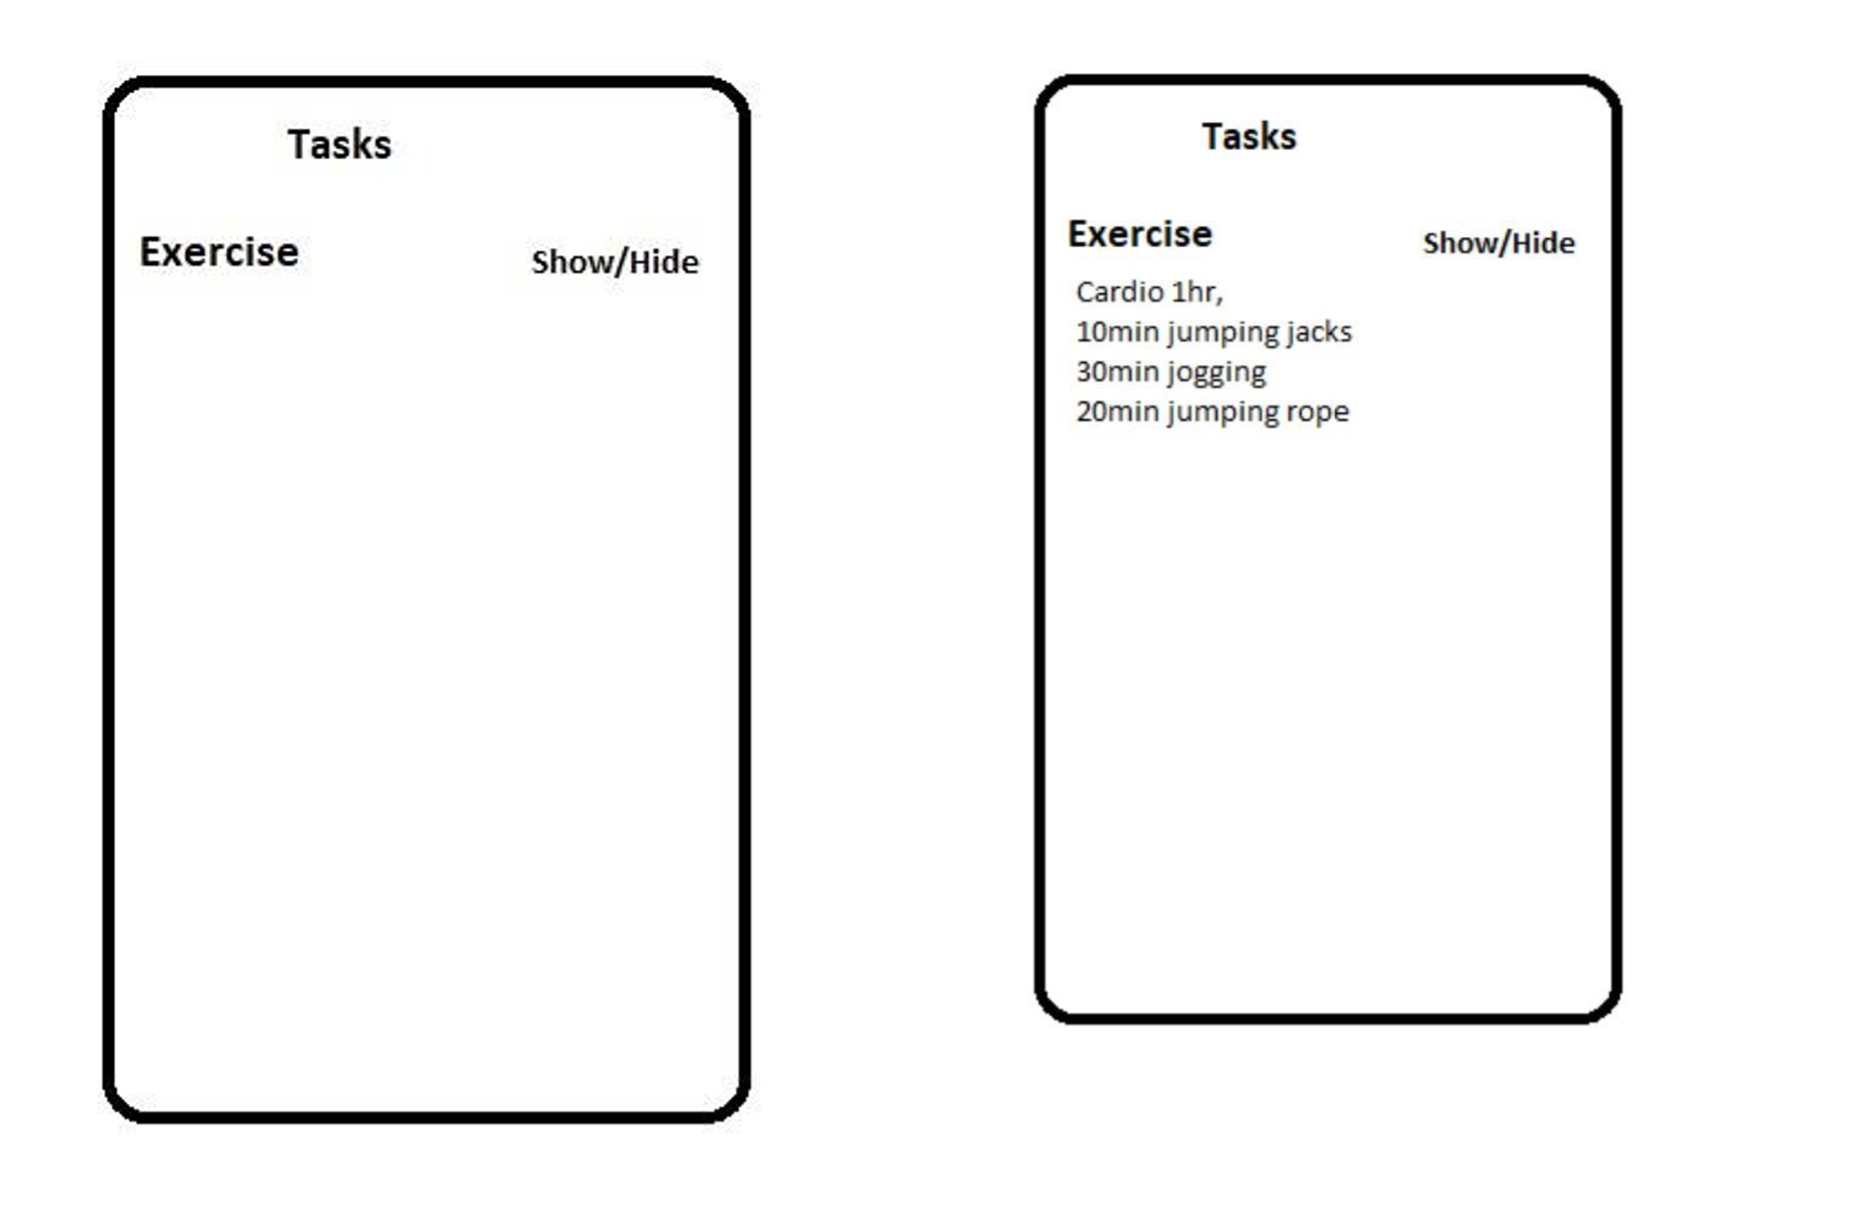 Tasks
Exercise Show/Hide
Tasks
Exercise Show/Hide
Cardio 1hr,
10min jumping jacks
30min jogging
20min jumping rope